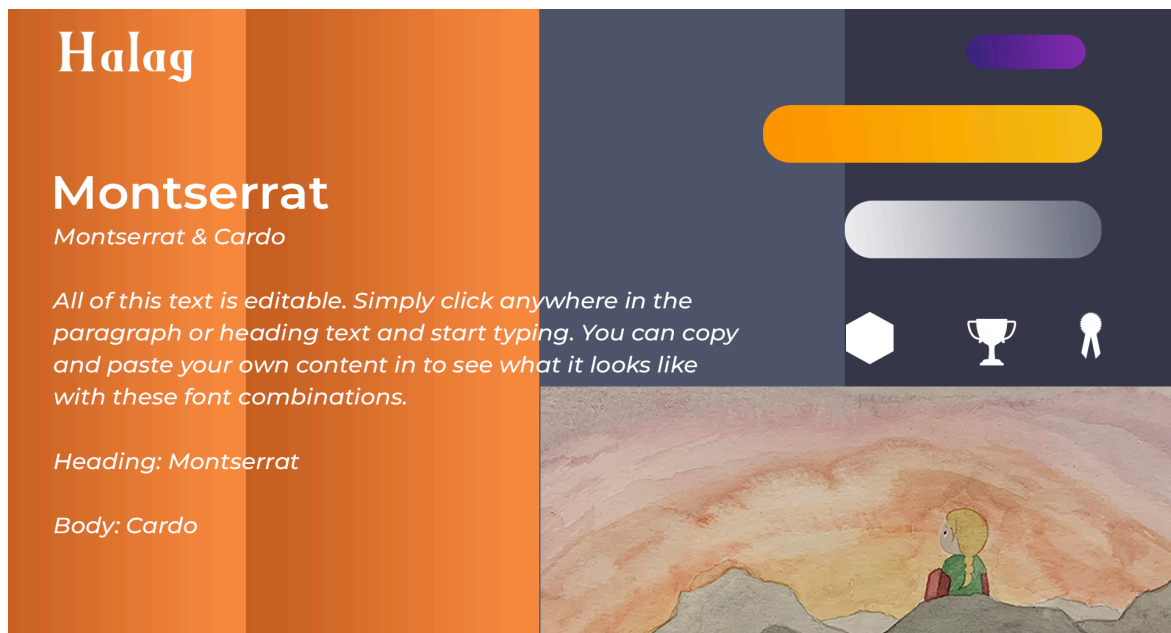 Halag
Montserrat
Montserrat & Cardo
All of this text is editable. Simply click anywhere in the
paragraph or heading text and start typing. You can copy
and paste your own content in to see what it looks like
with these font combinations.
Heading: Montserrat
Body: Cardo